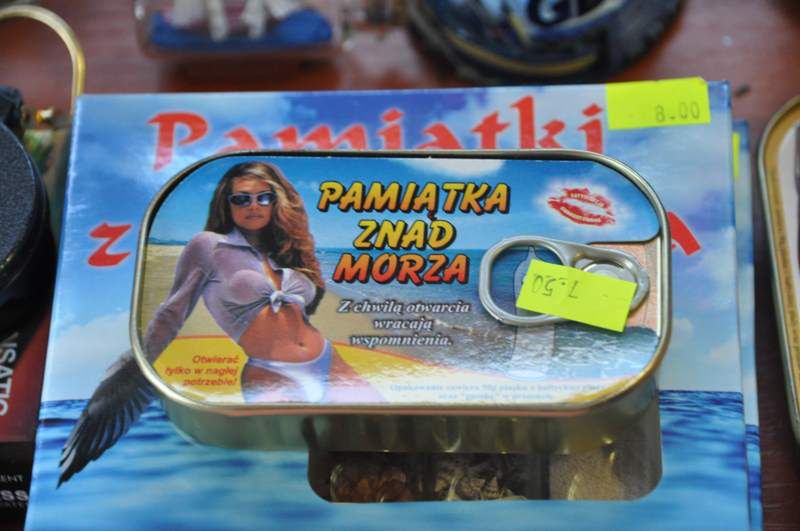 Pamiątki
8.00
z
A
PAMIĄTKA
ZNAD
MORZA
Z chwilą otwarcia
wracają
wspomnienia.
7.50
Otwierać
tylko w nagłej
potrzebie!